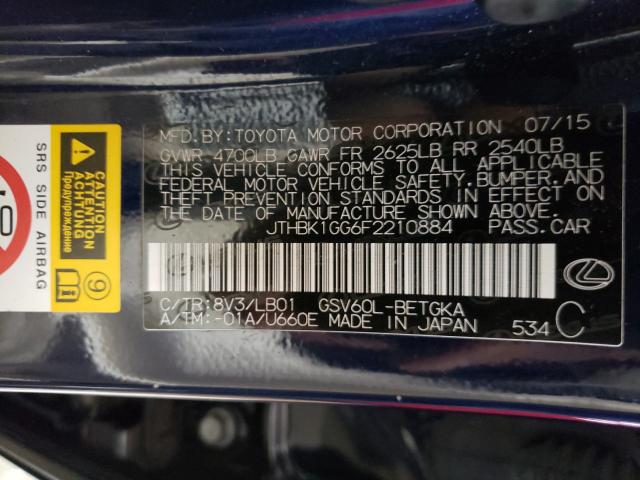 MFD.BY:TOYOTA MOTOR CORPORATION 07/15
GVWR 4700LB GAWR FR 2625LB RR 2540LB
THIS VEHICLE CONFORMS TO ALL APPLICABLE
FEDERAL MOTOR VEHICLE SAFETY,BUMPER,AND
THEFT PREVENTION STANDARDS IN EFFECT ON
THE DATE OF MANUFACTURE SHOWN ABOVE.
JTHBK1GG6F2210884 PASS.CAR
C/TR:8V3/LB01 GSV60L-BETGKA
A/TM:-01A/U660E MADE IN JAPAN 534 C
SRS SIDE AIRBAG
CAUTION
ATTENTION
Предупреждение
9